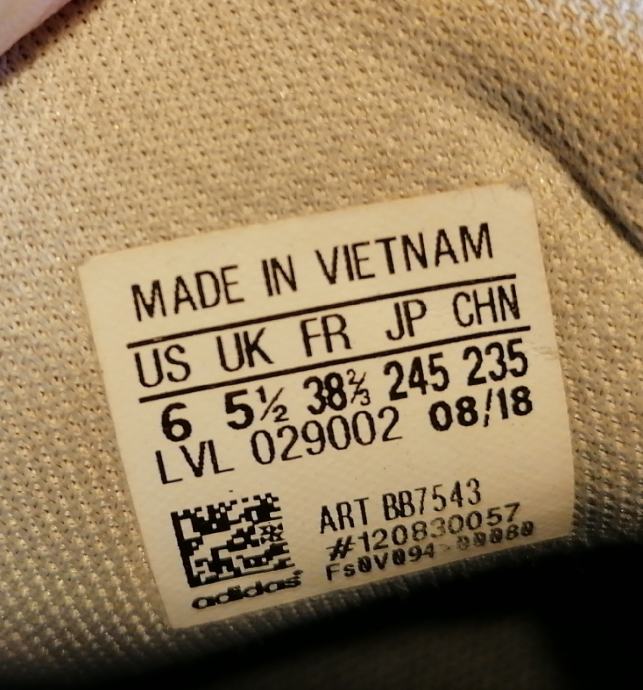 MADE IN VIETNAM
US UK FR JP CHN
6 5½ 38⅔ 245 235
LVL 029002 08/18
ART BB7543
#120830057
FsØVØ94
adidas